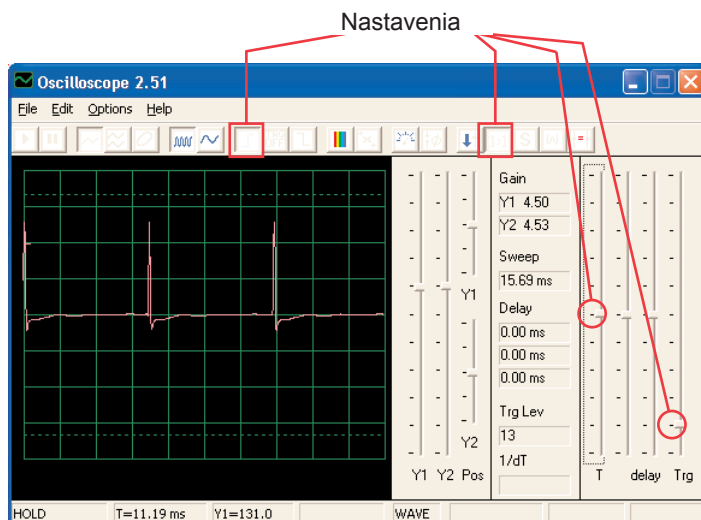 Nastavenia
Oscilloscope 2.51
File Edit Options Help
Gain
Y1 4.50
Y2 4.53
Sweep
15.69 ms
Y1
Delay
0.00 ms
0.00 ms
0.00 ms
Trg Lev
13
Y2
1/dT
Y1 Y2 Pos
T delay Trg
HOLD T=11.19 ms Y1=131.0 WAVE